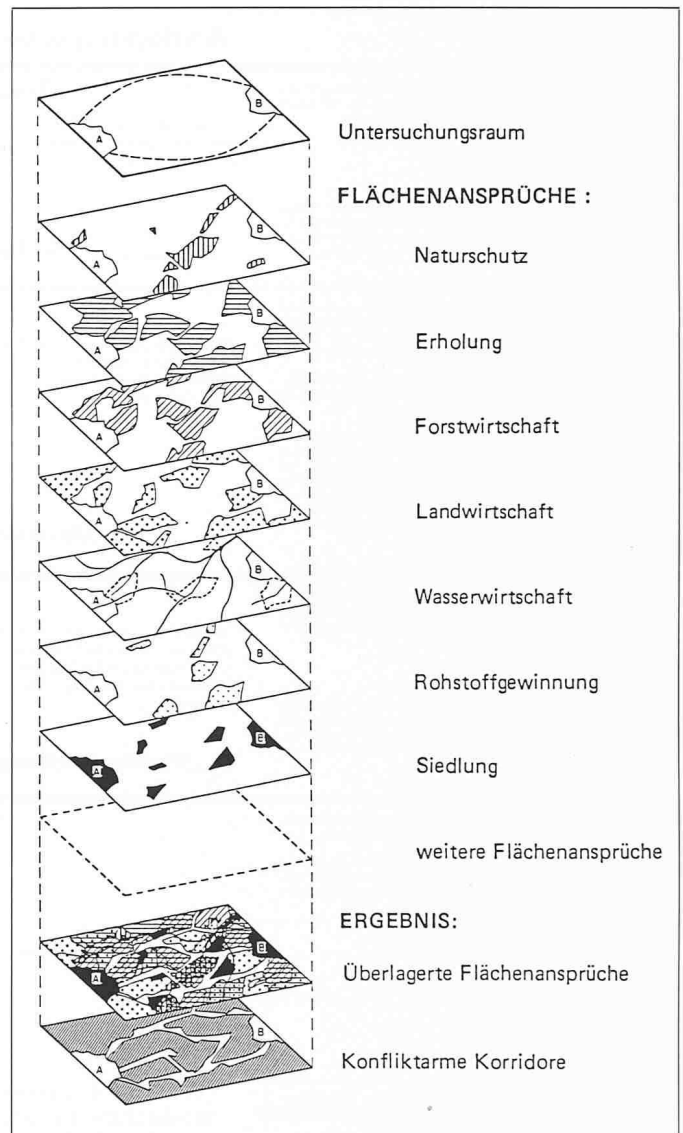 A
B
Untersuchungsraum
FLÄCHENANSPRÜCHE :
A
B
Naturschutz
A
B
Erholung
A
B
Forstwirtschaft
A
B
Landwirtschaft
A
B
Wasserwirtschaft
A
B
Rohstoffgewinnung
A
B
Siedlung
weitere Flächenansprüche
ERGEBNIS:
A
B
Überlagerte Flächenansprüche
A
B
Konfliktarme Korridore